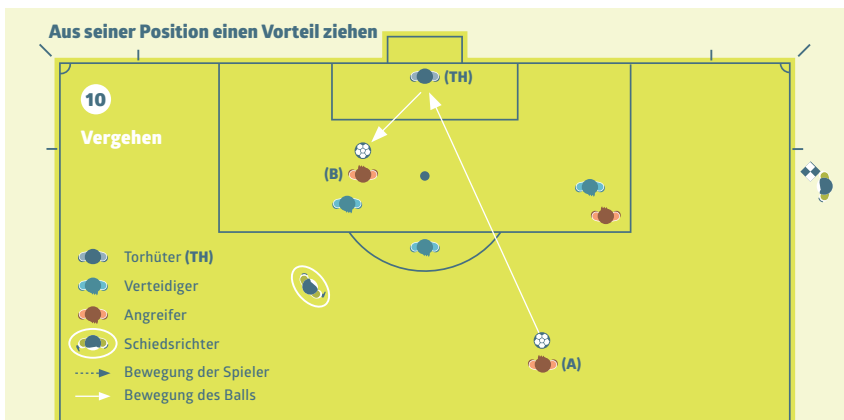 Aus seiner Position einen Vorteil ziehen
(TH)
10
Vergehen
(B)
Torhüter (TH)
Verteidiger
Angreifer
Schiedsrichter
(A)
Bewegung der Spieler
Bewegung des Balls